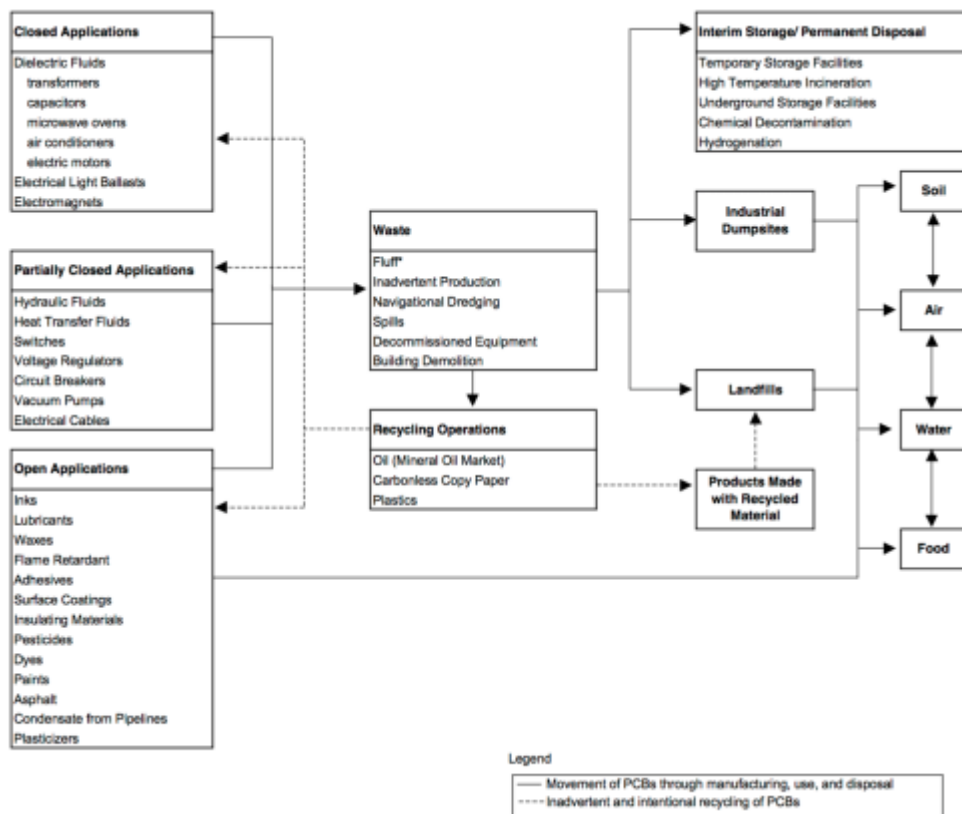 Closed Applications
Dielectric Fluids
transformers
capacitors
microwave ovens
air conditioners
electric motors
Electrical Light Ballasts
Electromagnets
Partially Closed Applications
Hydraulic Fluids
Heat Transfer Fluids
Switches
Voltage Regulators
Circuit Breakers
Vacuum Pumps
Electrical Cables
Open Applications
Inks
Lubricants
Waxes
Flame Retardant
Adhesives
Surface Coatings
Insulating Materials
Pesticides
Dyes
Paints
Asphalt
Condensate from Pipelines
Plasticizers
Waste
Fluff*
Inadvertent Production
Navigational Dredging
Spills
Decommissioned Equipment
Building Demolition
Recycling Operations
Oil (Mineral Oil Market)
Carbonless Copy Paper
Plastics
Interim Storage/ Permanent Disposal
Temporary Storage Facilities
High Temperature Incineration
Underground Storage Facilities
Chemical Decontamination
Hydrogenation
Industrial
Dumpsites
Landfills
Products Made
with Recycled
Material
Soil
Air
Water
Food
Legend
Movement of PCBs through manufacturing, use, and disposal
Inadvertent and intentional recycling of PCBs